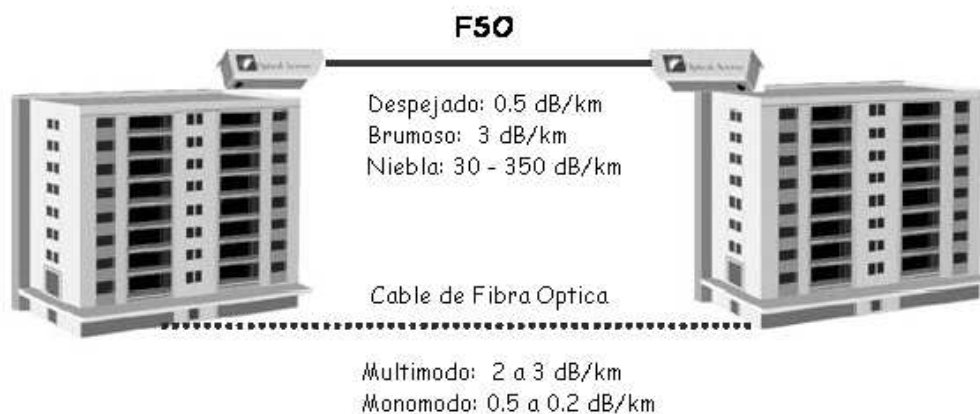 FSO
Despejado: 0.5 dB/km
Brumoso: 3 dB/km
Niebla: 30 - 350 dB/km
Cable de Fibra Optica
Multimodo: 2 a 3 dB/km
Monomodo: 0.5 a 0.2 dB/km